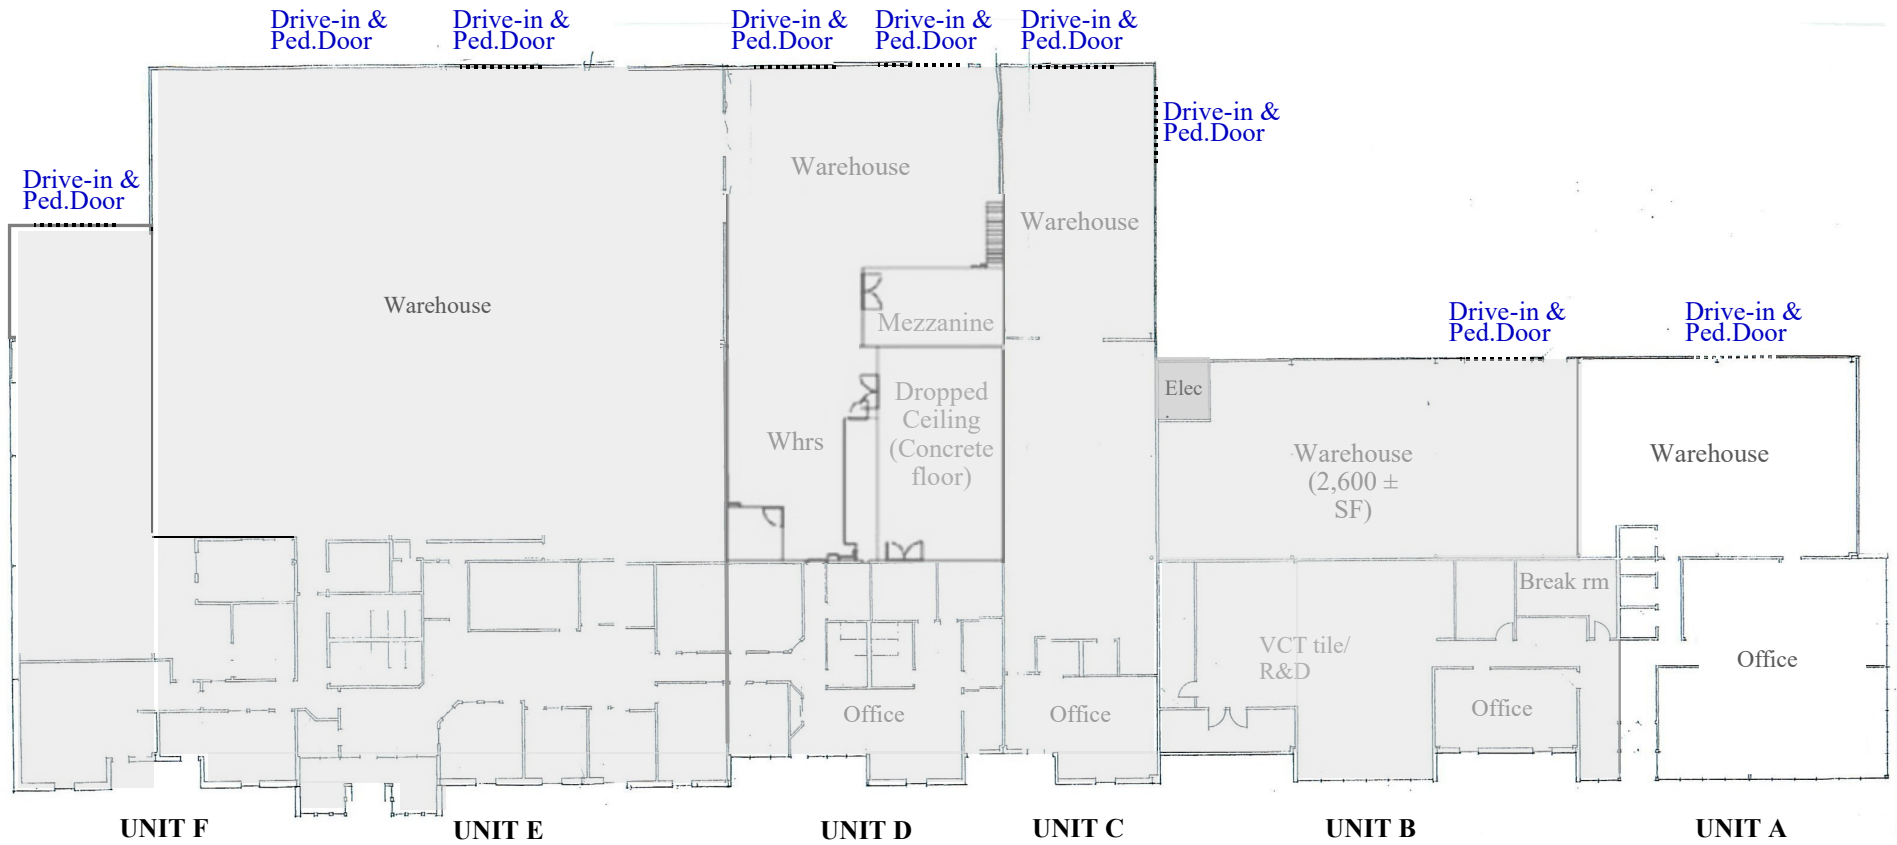 Drive-in &
Ped.Door
Drive-in &
Ped.Door
Drive-in &
Ped.Door
Drive-in &
Ped.Door
Drive-in &
Ped.Door
Drive-in &
Ped.Door
Drive-in &
Ped.Door
Drive-in &
Ped.Door
Drive-in &
Ped.Door
Warehouse
Warehouse
Warehouse
Mezzanine
Dropped
Ceiling
(Concrete
floor)
Whrs
Elec
Warehouse
(2,600 ±
SF)
Warehouse
Break rm
VCT tile/
R&D
Office
Office
Office
Office
UNIT F
UNIT E
UNIT D
UNIT C
UNIT B
UNIT A